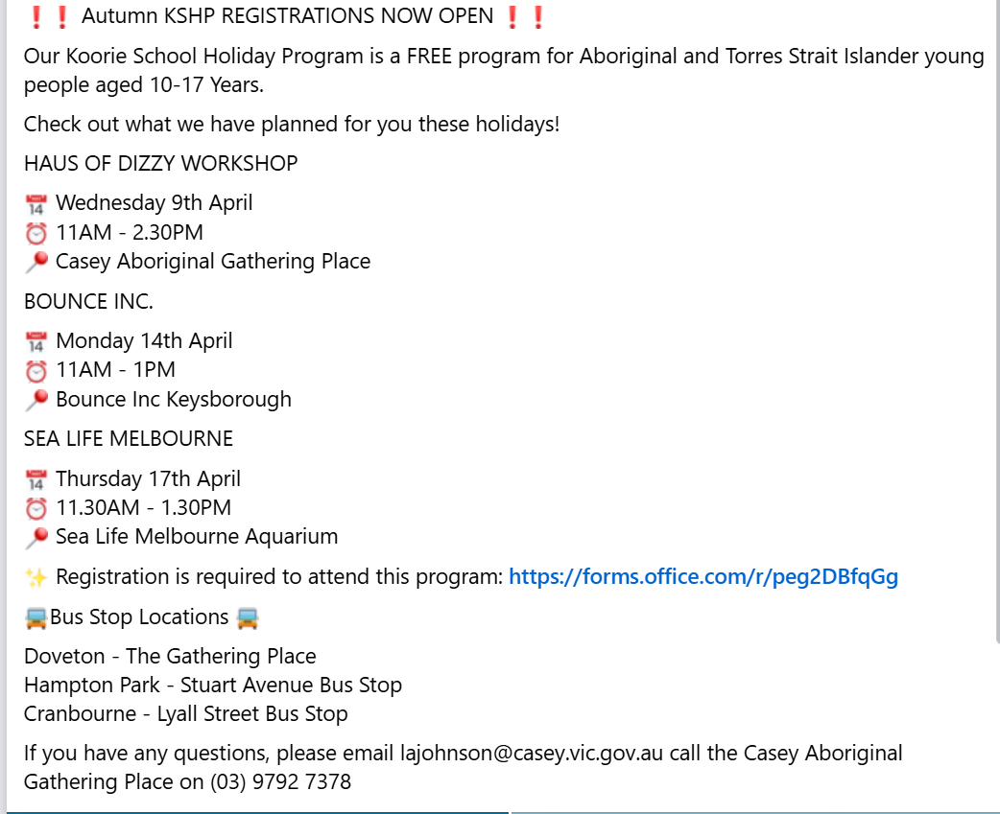 ❗❗ Autumn KSHP REGISTRATIONS NOW OPEN ❗❗
Our Koorie School Holiday Program is a FREE program for Aboriginal and Torres Strait Islander young
people aged 10-17 Years.
Check out what we have planned for you these holidays!
HAUS OF DIZZY WORKSHOP
📅 Wednesday 9th April
⏰ 11AM - 2.30PM
📍 Casey Aboriginal Gathering Place
BOUNCE INC.
📅 Monday 14th April
⏰ 11AM - 1PM
📍 Bounce Inc Keysborough
SEA LIFE MELBOURNE
📅 Thursday 17th April
⏰ 11.30AM - 1.30PM
📍 Sea Life Melbourne Aquarium
✨ Registration is required to attend this program: https://forms.office.com/r/peg2DBfqGg
🚍Bus Stop Locations 🚍
Doveton - The Gathering Place
Hampton Park - Stuart Avenue Bus Stop
Cranbourne - Lyall Street Bus Stop
If you have any questions, please email lajohnson@casey.vic.gov.au call the Casey Aboriginal
Gathering Place on (03) 9792 7378